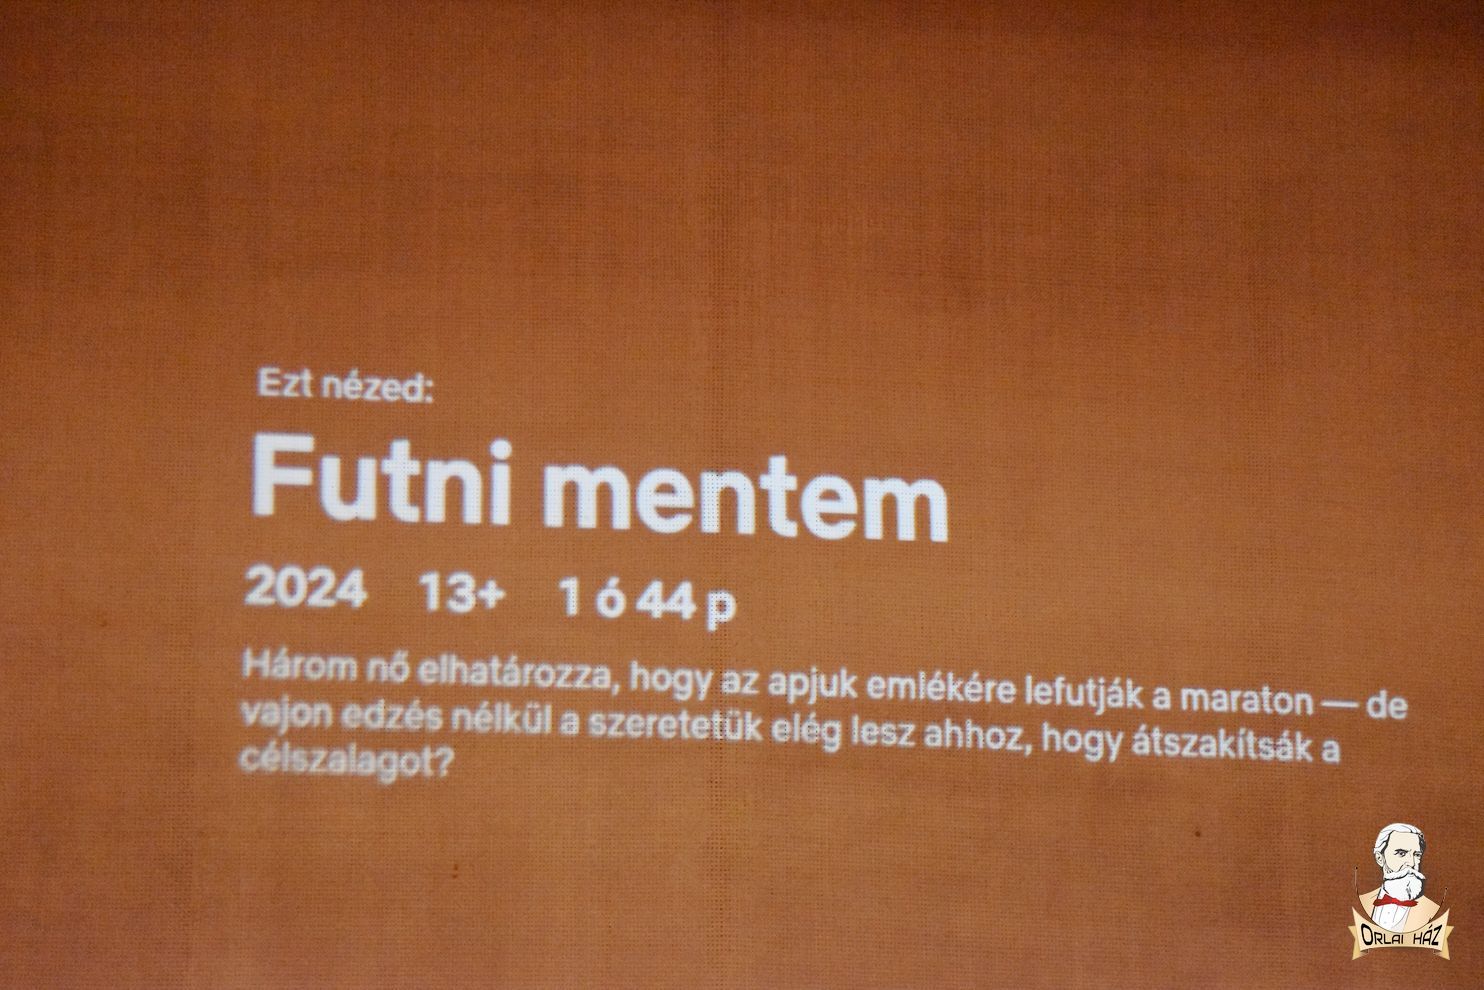 Ezt nézed:
Futni mentem
2024 13+ 1 ó 44 p
Három nő elhatározza, hogy az apjuk emlékére lefutják a maraton — de
vajon edzés nélkül a szeretetük elég lesz ahhoz, hogy átszakítsák a
célszalagot?
ORLAI HÁZ